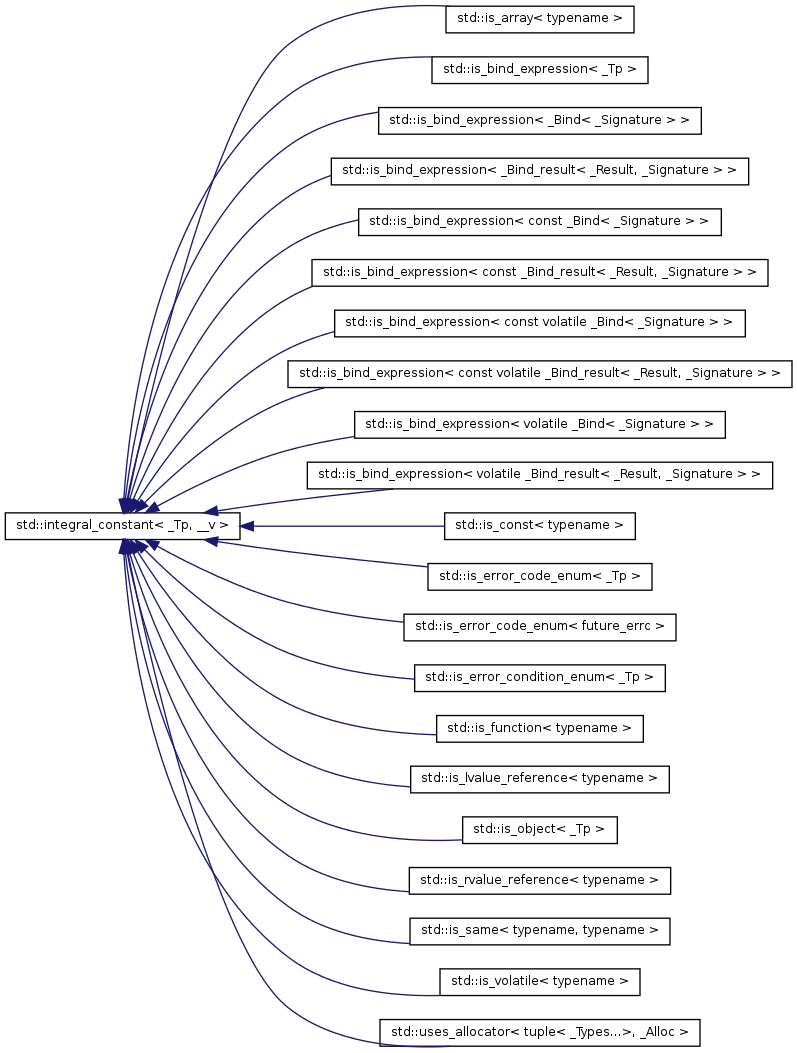 std::is_array< typename >
std::is_bind_expression< _Tp >
std::is_bind_expression< _Bind< _Signature > >
std::is_bind_expression< _Bind_result< _Result, _Signature > >
std::is_bind_expression< const _Bind< _Signature > >
std::is_bind_expression< const _Bind_result< _Result, _Signature > >
std::is_bind_expression< const volatile _Bind< _Signature > >
std::is_bind_expression< const volatile _Bind_result< _Result, _Signature > >
std::is_bind_expression< volatile _Bind< _Signature > >
std::is_bind_expression< volatile _Bind_result< _Result, _Signature > >
std::integral_constant< _Tp, __v >
std::is_const< typename >
std::is_error_code_enum< _Tp >
std::is_error_code_enum< future_errc >
std::is_error_condition_enum< _Tp >
std::is_function< typename >
std::is_lvalue_reference< typename >
std::is_object< _Tp >
std::is_rvalue_reference< typename >
std::is_same< typename, typename >
std::is_volatile< typename >
std::uses_allocator< tuple< _Types...>, _Alloc >